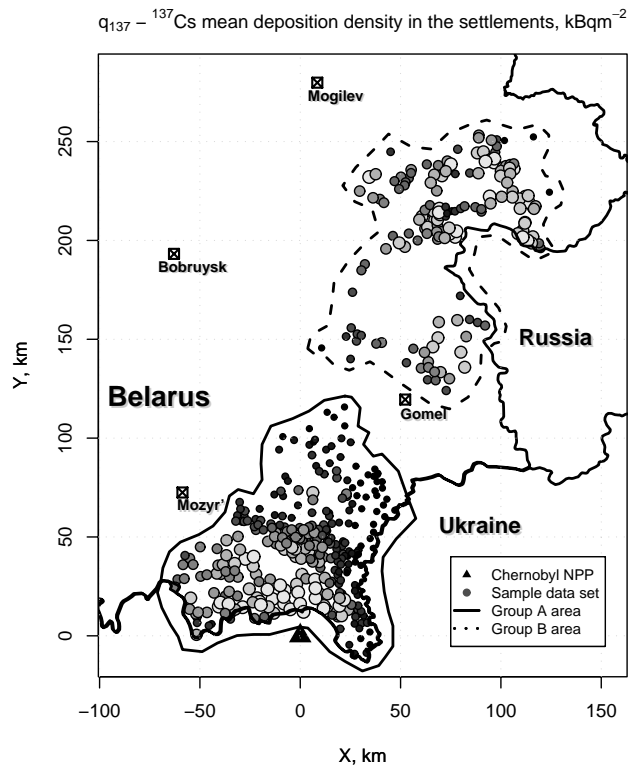 q₁₃₇ − ¹³⁷Cs mean deposition density in the settlements, kBqm⁻²
Mogilev
250
200
Bobruysk
Y, km
150
Russia
Belarus
Gomel
100
Mozyr'
50
Ukraine
Chernobyl NPP
Sample data set
Group A area
Group B area
0
−100 −50 0 50 100 150
X, km